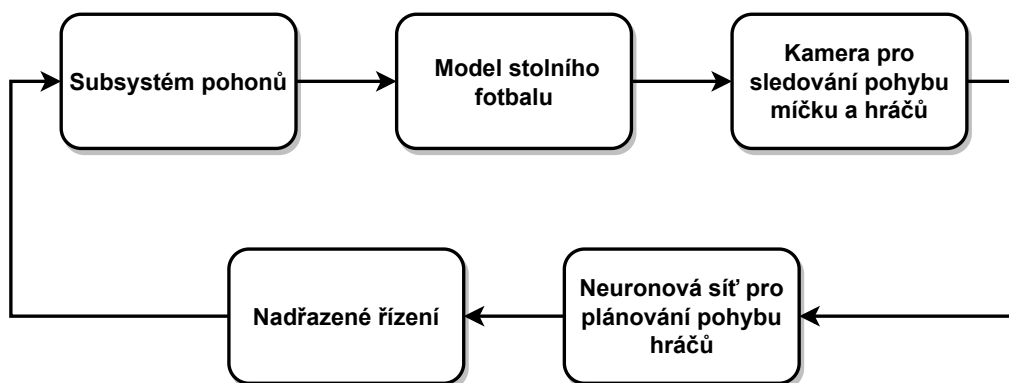 Subsystém pohonů
Model stolního
fotbalu
Kamera pro
sledování pohybu
míčku a hráčů
Nadřazené řízení
Neuronová síť pro
plánování pohybu
hráčů